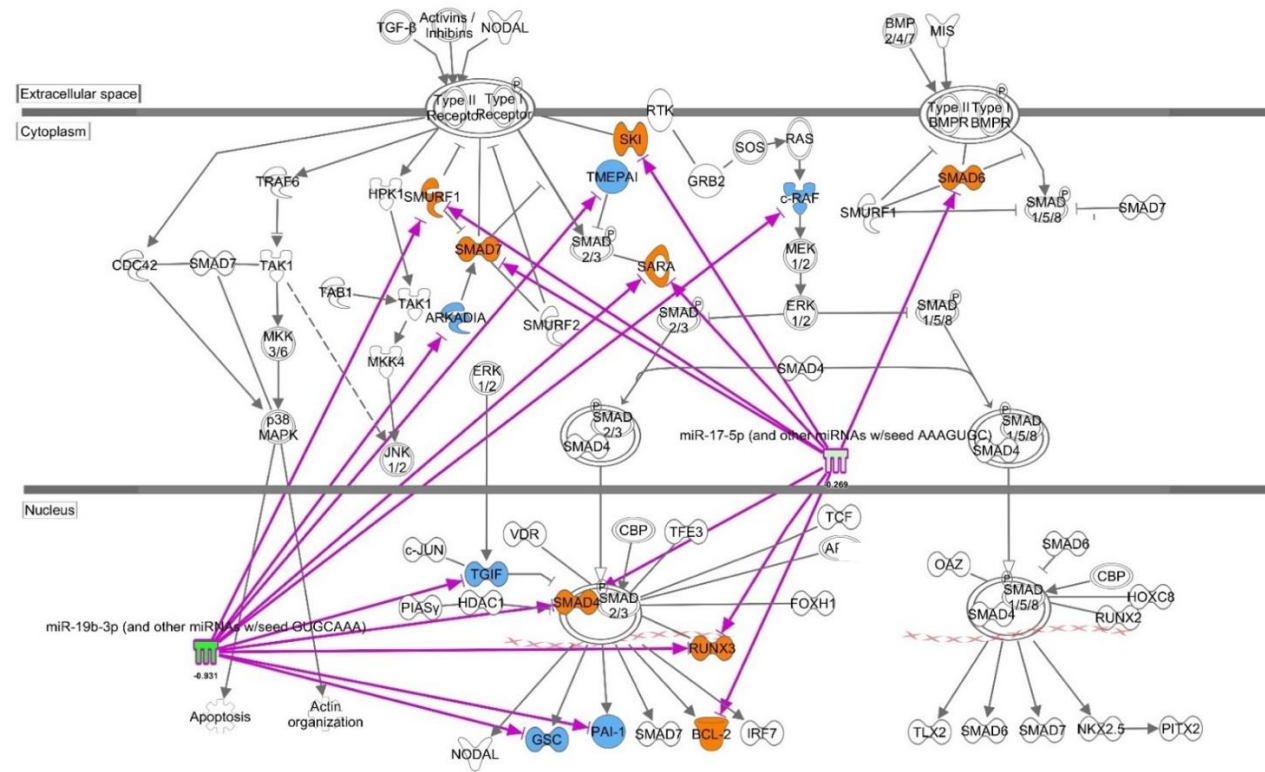 TGF-β
Activins /
Inhibins
NODAL
BMP
2/4/7
MIS
Extracellular space
Cytoplasm
Type II
Receptor
Type I
Receptor
P
RTK
Type II
BMPR
Type I
BMPR
P
SKI
SOS
RAS
TRAF6
HPK1
SMURF1
TMEPAI
GRB2
c-RAF
SMAD6
SMURF1
SMAD
1/5/8
P
SMAD7
CDC42
SMAD7
TAK1
SMAD7
SMAD
2/3
P
SARA
MEK
1/2
TAB1
TAK1
ARKADIA
SMURF2
SMAD
2/3
P
ERK
1/2
SMAD
1/5/8
P
MKK
3/6
MKK4
ERK
1/2
SMAD4
p38
MAPK
JNK
1/2
P
SMAD
2/3
SMAD4
miR-17-5p (and other miRNAs w/seed AAAGUGC)
P
SMAD
1/5/8
SMAD4
-0.269
Nucleus
c-JUN
VDR
CBP
TFE3
TCF
TGIF
PIASγ
HDAC1
SMAD4
P
SMAD
2/3
FOXH1
OAZ
SMAD6
P
SMAD
1/5/8
SMAD4
CBP
HOXC8
RUNX2
miR-19b-3p (and other miRNAs w/seed GUGCAAA)
-0.931
RUNX3
Apoptosis
Actin
organization
NODAL
GSC
PAI-1
SMAD7
BCL-2
IRF7
TLX2
SMAD6
SMAD7
NKX2.5
PITX2